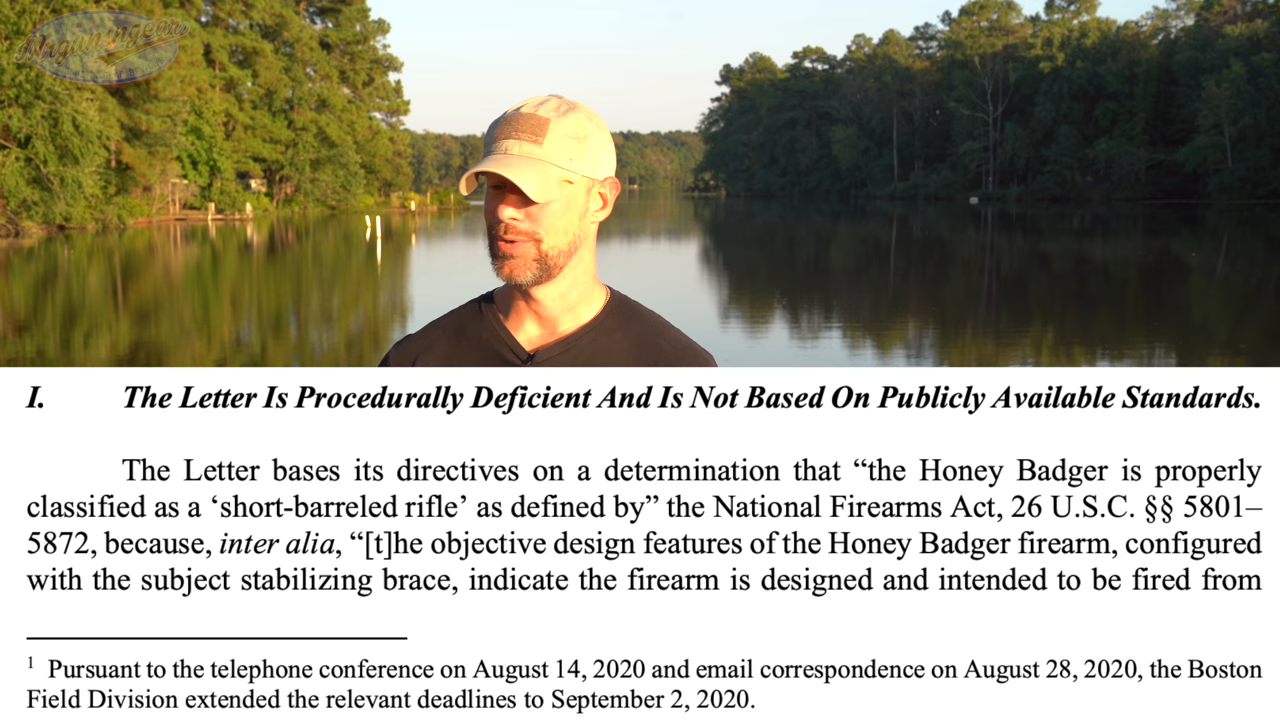 Mrgunsngear
I. The Letter Is Procedurally Deficient And Is Not Based On Publicly Available Standards.
The Letter bases its directives on a determination that “the Honey Badger is properly
classified as a ‘short-barreled rifle’ as defined by” the National Firearms Act, 26 U.S.C. §§ 5801–
5872, because, inter alia, “[t]he objective design features of the Honey Badger firearm, configured
with the subject stabilizing brace, indicate the firearm is designed and intended to be fired from
1 Pursuant to the telephone conference on August 14, 2020 and email correspondence on August 28, 2020, the Boston
Field Division extended the relevant deadlines to September 2, 2020.